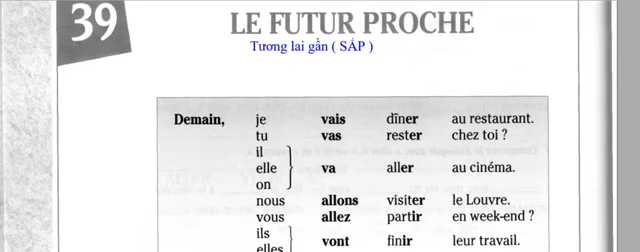 39
LE FUTUR PROCHE
Tương lai gần ( SẮP )
Demain, je vais dîner au restaurant.
tu vas rester chez toi ?
il
elle va aller au cinéma.
on
nous allons visiter le Louvre.
vous allez partir en week-end ?
ils
vont finir leur travail.
elles